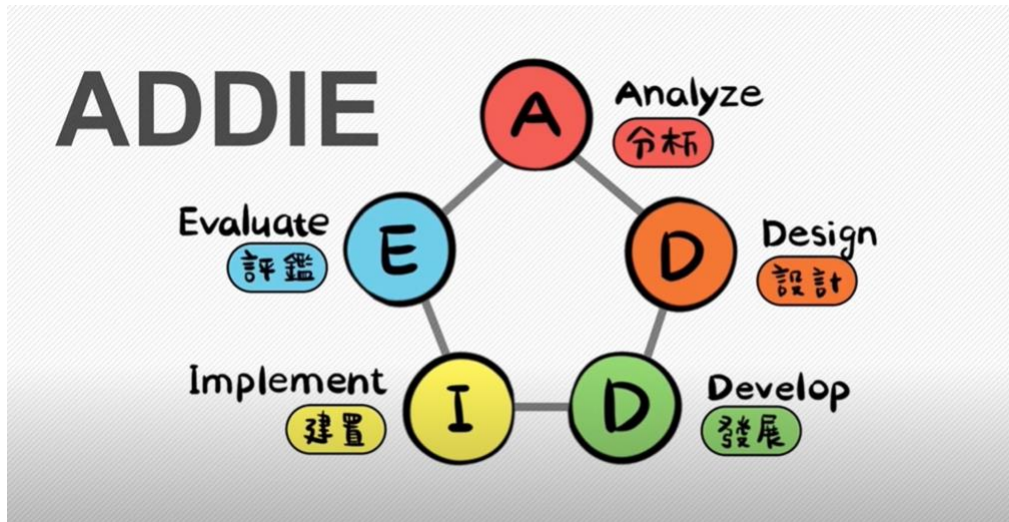 ADDIE
A
Analyze
分析
D
Design
設計
D
Develop
發展
I
Implement
建置
E
Evaluate
評鑑